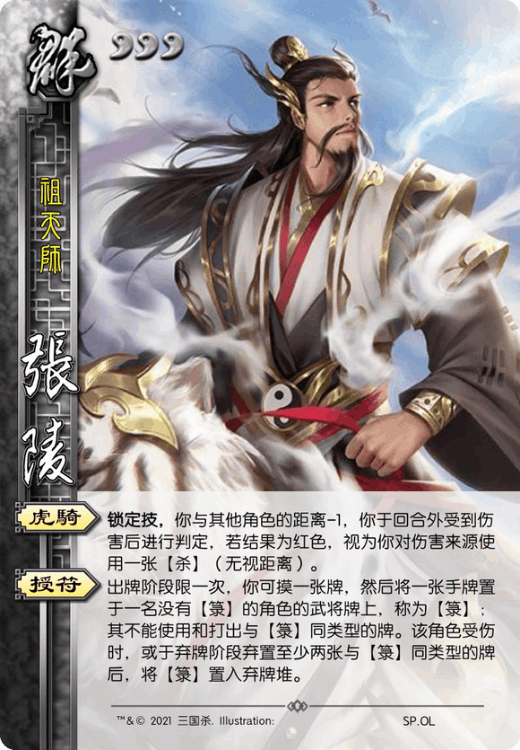 群
祖天師
張陵
虎騎
锁定技，你与其他角色的距离-1，你于回合外受到伤
害后进行判定，若结果为红色，视为你对伤害来源使
用一张【杀】（无视距离）。
授符
出牌阶段限一次，你可摸一张牌，然后将一张手牌置
于一名没有【箓】的角色的武将牌上，称为【箓】；
其不能使用和打出与【箓】同类型的牌。该角色受伤
时，或于弃牌阶段弃置至少两张与【箓】同类型的牌
后，将【箓】置入弃牌堆。
™&© 2021 三国杀. Illustration:
SP.OL